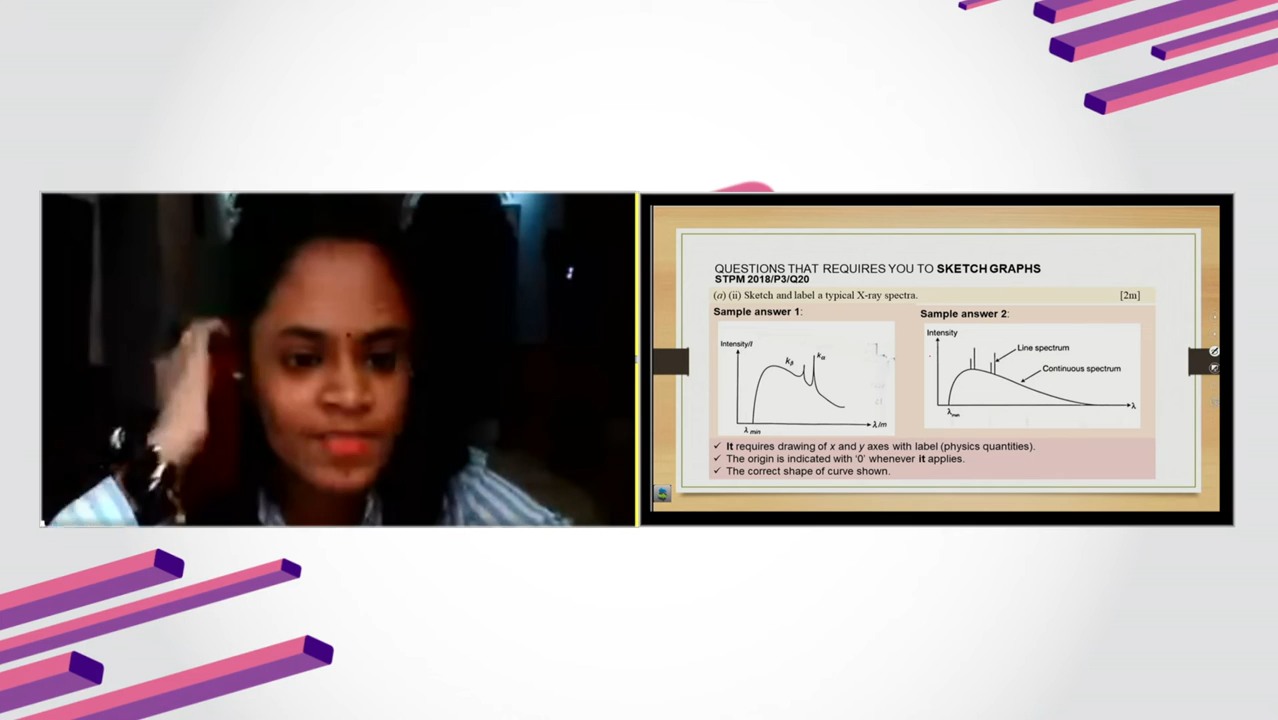 QUESTIONS THAT REQUIRES YOU TO SKETCH GRAPHS
STPM 2018/P3/Q20
(a) (ii) Sketch and label a typical X-ray spectra. [2m]
Sample answer 1:
Intensity/I
kβ
kα
λ min
λ/m
Sample answer 2:
Intensity
Line spectrum
Continuous spectrum
λmin
λ
✓ It requires drawing of x and y axes with label (physics quantities).
✓ The origin is indicated with '0' whenever it applies.
✓ The correct shape of curve shown.